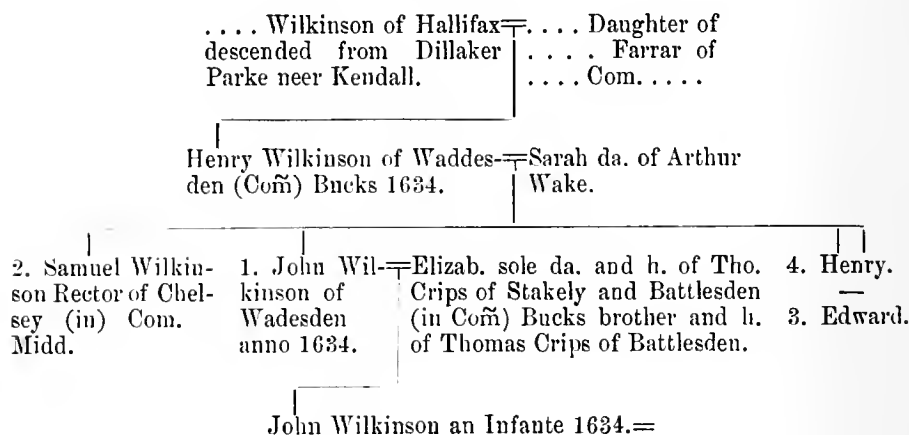 .... Wilkinson of Hallifax=.... Daughter of
descended from Dillaker .... Farrar of
Parke neer Kendall. .... Com.....
Henry Wilkinson of Waddes-=Sarah da. of Arthur
den (Com̃) Bucks 1634. Wake.
2. Samuel Wilkin-
son Rector of Chel-
sey (in) Com.
Midd.
1. John Wil-=
kinson of
Wadesden
anno 1634.
Elizab. sole da. and h. of Tho.
Crips of Stakely and Battlesden
(in Com̃) Bucks brother and h.
of Thomas Crips of Battlesden.
4. Henry.
—
3. Edward.
John Wilkinson an Infante 1634.=